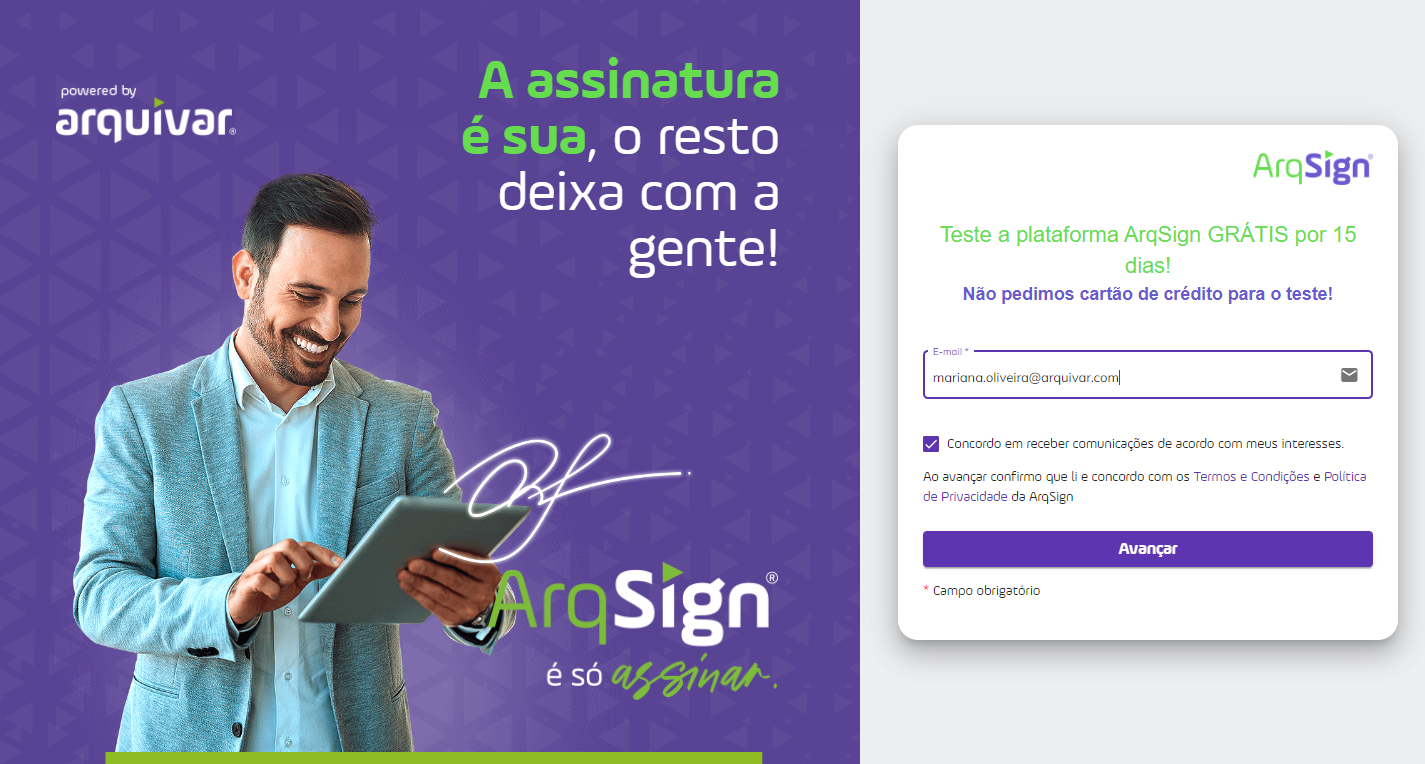 powered by
arquivar®
A assinatura
é sua, o resto
deixa com a
gente!
ArqSign®
é só assinar.
ArqSign®
Teste a plataforma ArqSign GRÁTIS por 15
dias!
Não pedimos cartão de crédito para o teste!
E-mail *
mariana.oliveira@arquivar.com
Concordo em receber comunicações de acordo com meus interesses.
Ao avançar confirmo que li e concordo com os Termos e Condições e Política
de Privacidade da ArqSign
Avançar
* Campo obrigatório